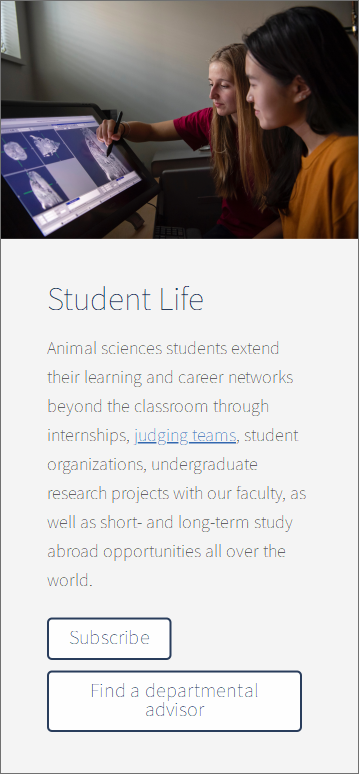 Student Life
Animal sciences students extend
their learning and career networks
beyond the classroom through
internships, judging teams, student
organizations, undergraduate
research projects with our faculty, as
well as short- and long-term study
abroad opportunities all over the
world.
Subscribe
Find a departmental
advisor